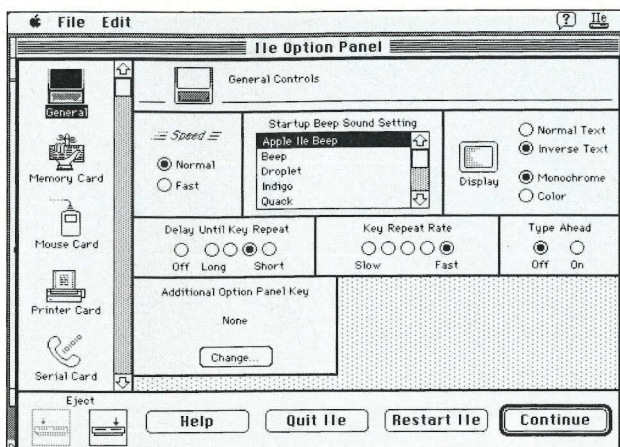 File Edit
? IIe
IIe Option Panel
General
Memory Card
Mouse Card
Printer Card
Serial Card
General Controls
Speed
Normal
Fast
Startup Beep Sound Setting
Apple IIe Beep
Beep
Droplet
Indigo
Quack
Display
Normal Text
Inverse Text
Monochrome
Color
Delay Until Key Repeat
Off Long Short
Key Repeat Rate
Slow Fast
Type Ahead
Off On
Additional Option Panel Key
None
Change...
Eject
Help Quit IIe Restart IIe Continue